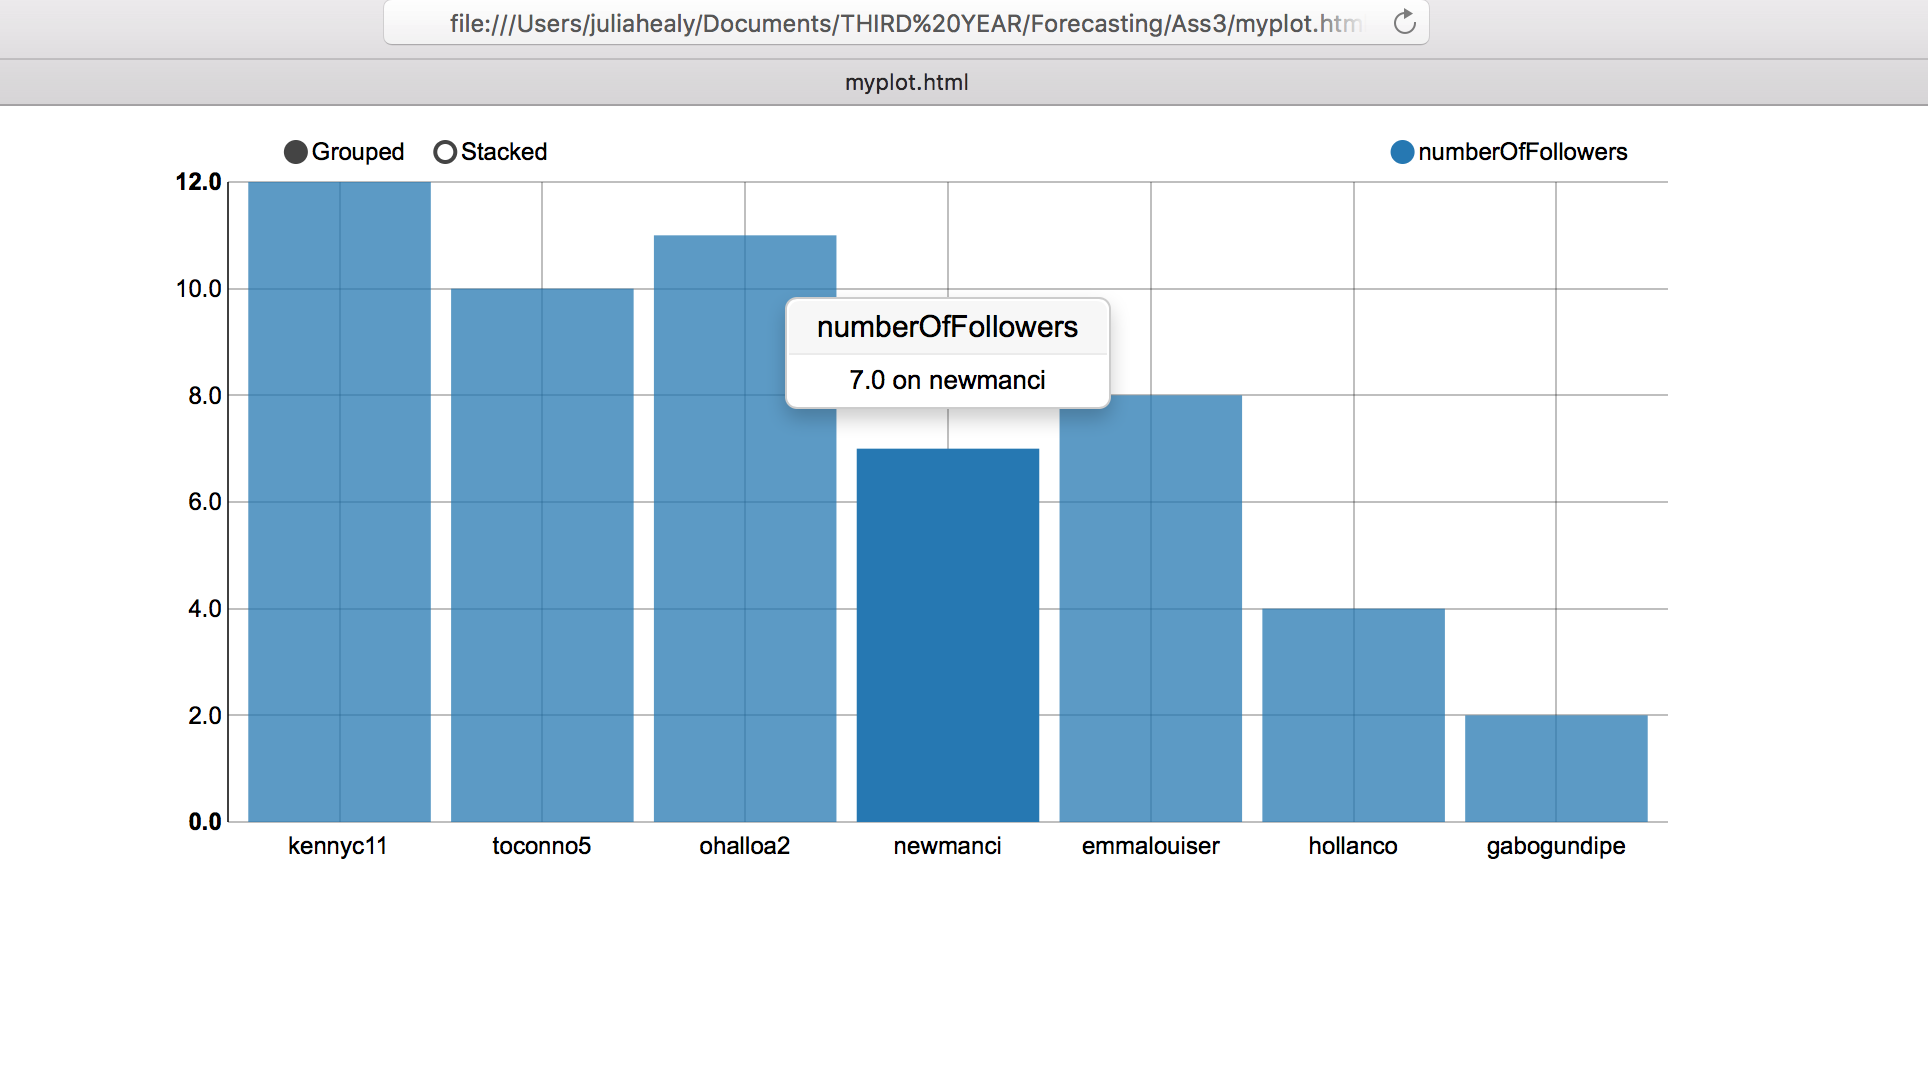 file:///Users/juliahealy/Documents/THIRD%20YEAR/Forecasting/Ass3/myplot.htm
myplot.html
Grouped Stacked numberOfFollowers
12.0
10.0
numberOfFollowers
7.0 on newmanci
8.0
6.0
4.0
2.0
0.0
kennyc11 toconno5 ohalloa2 newmanci emmalouiser hollanco gabogundipe